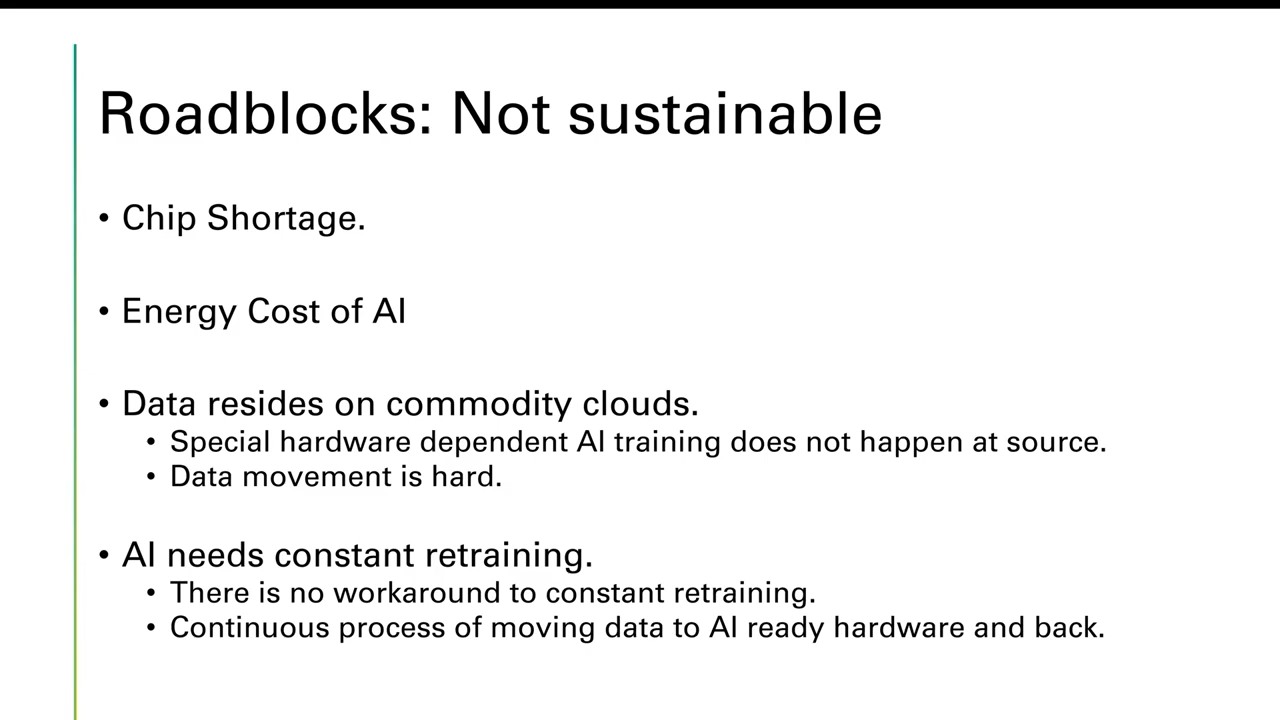 Roadblocks: Not sustainable
• Chip Shortage.
• Energy Cost of AI
• Data resides on commodity clouds.
• Special hardware dependent AI training does not happen at source.
• Data movement is hard.
• AI needs constant retraining.
• There is no workaround to constant retraining.
• Continuous process of moving data to AI ready hardware and back.